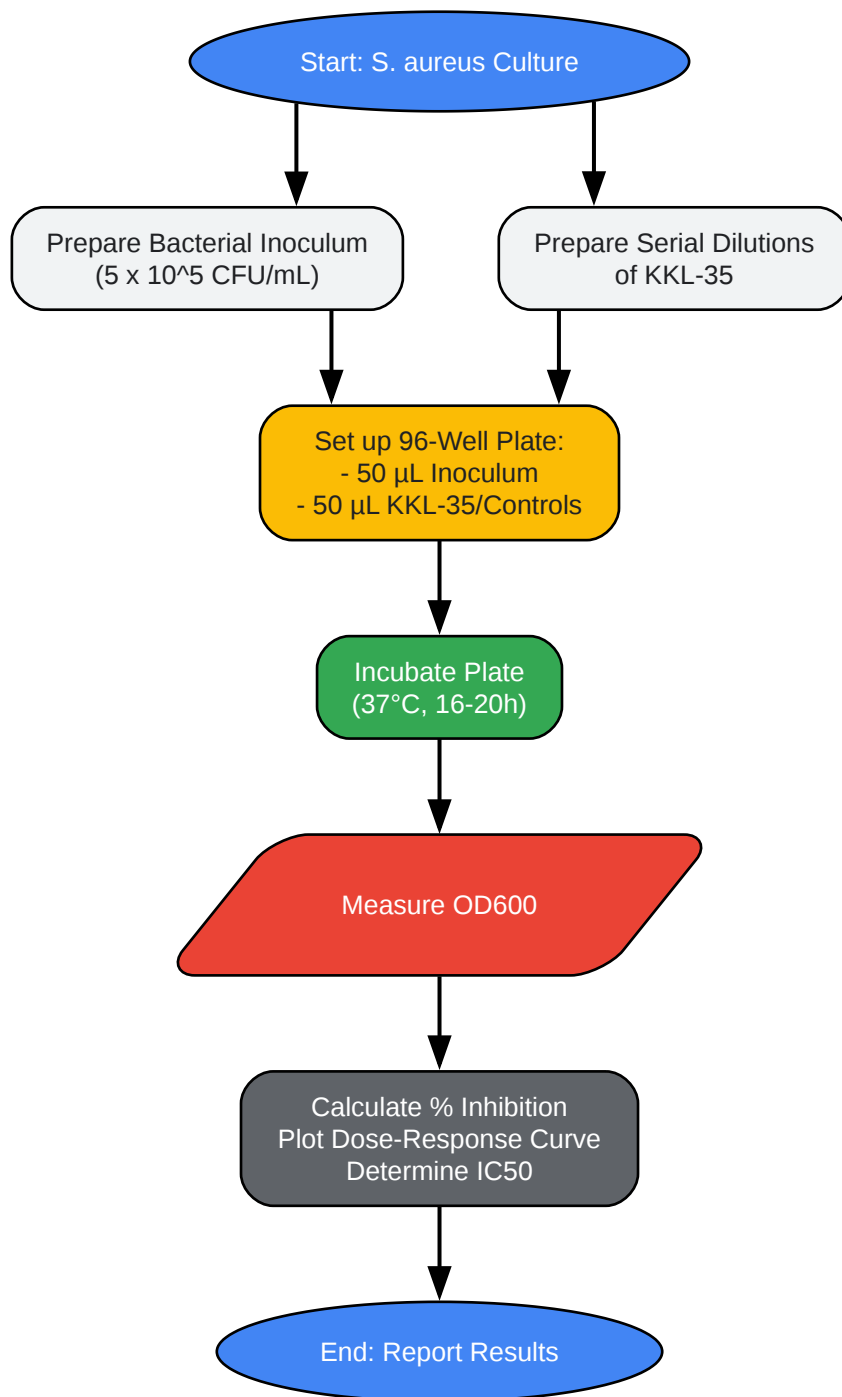 Start: S. aureus Culture
Prepare Bacterial Inoculum
(5 x 10^5 CFU/mL)
Prepare Serial Dilutions
of KKL-35
Set up 96-Well Plate:
- 50 µL Inoculum
- 50 µL KKL-35/Controls
Incubate Plate
(37°C, 16-20h)
Measure OD600
Calculate % Inhibition
Plot Dose-Response Curve
Determine IC50
End: Report Results